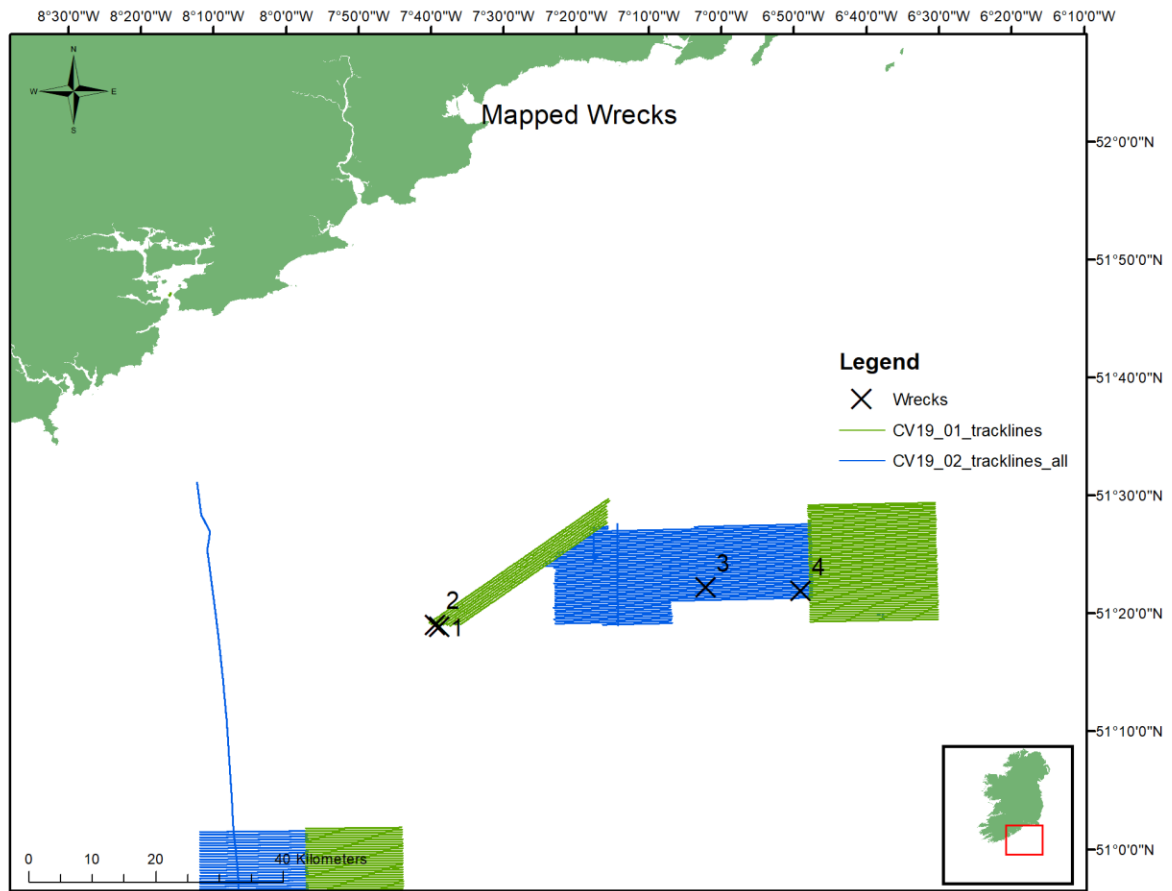 8°30'0"W 8°20'0"W 8°10'0"W 8°0'0"W 7°50'0"W 7°40'0"W 7°30'0"W 7°20'0"W 7°10'0"W 7°0'0"W 6°50'0"W 6°40'0"W 6°30'0"W 6°20'0"W 6°10'0"W
N
W E
S
Mapped Wrecks
52°0'0"N
51°50'0"N
51°40'0"N
Legend
Wrecks
CV19_01_tracklines
CV19_02_tracklines_all
51°30'0"N
3
4
2
1
51°20'0"N
51°10'0"N
51°0'0"N
0 10 20 40 Kilometers